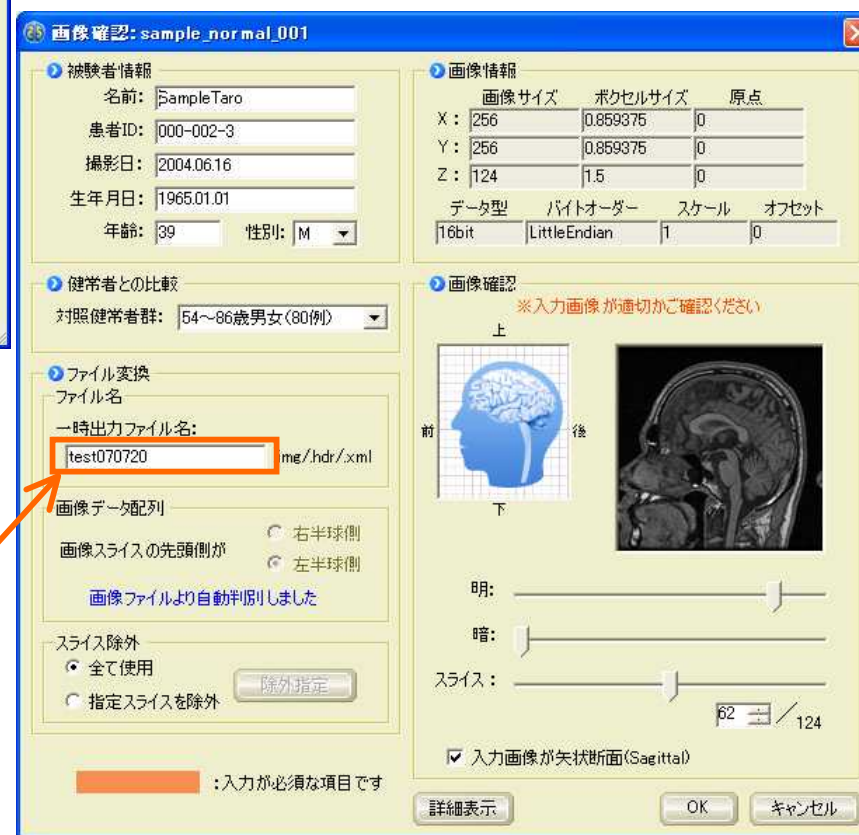 画像確認: sample_normal_001
被験者情報
名前: SampleTaro
患者ID: 000-002-3
撮影日: 2004.06.16
生年月日: 1965.01.01
年齢: 39 性別: M
健常者との比較
対照健常者群: 54～86歳男女(80例)
ファイル変換
ファイル名
一時出力ファイル名:
test070720 .img/.hdr/.xml
画像データ配列
画像スライスの先頭側が
右半球側
左半球側
画像ファイルより自動判別しました
スライス除外
全て使用
指定スライスを除外
除外指定
:入力が必須な項目です
画像情報
画像サイズ ボクセルサイズ 原点
X: 256 0.859375 0
Y: 256 0.859375 0
Z: 124 1.5 0
データ型 バイトオーダー スケール オフセット
16bit LittleEndian 1 0
画像確認
※入力画像が適切かご確認ください
上
前
後
下
明:
暗:
スライス:
62 / 124
入力画像が矢状断面(Sagittal)
詳細表示 OK キャンセル